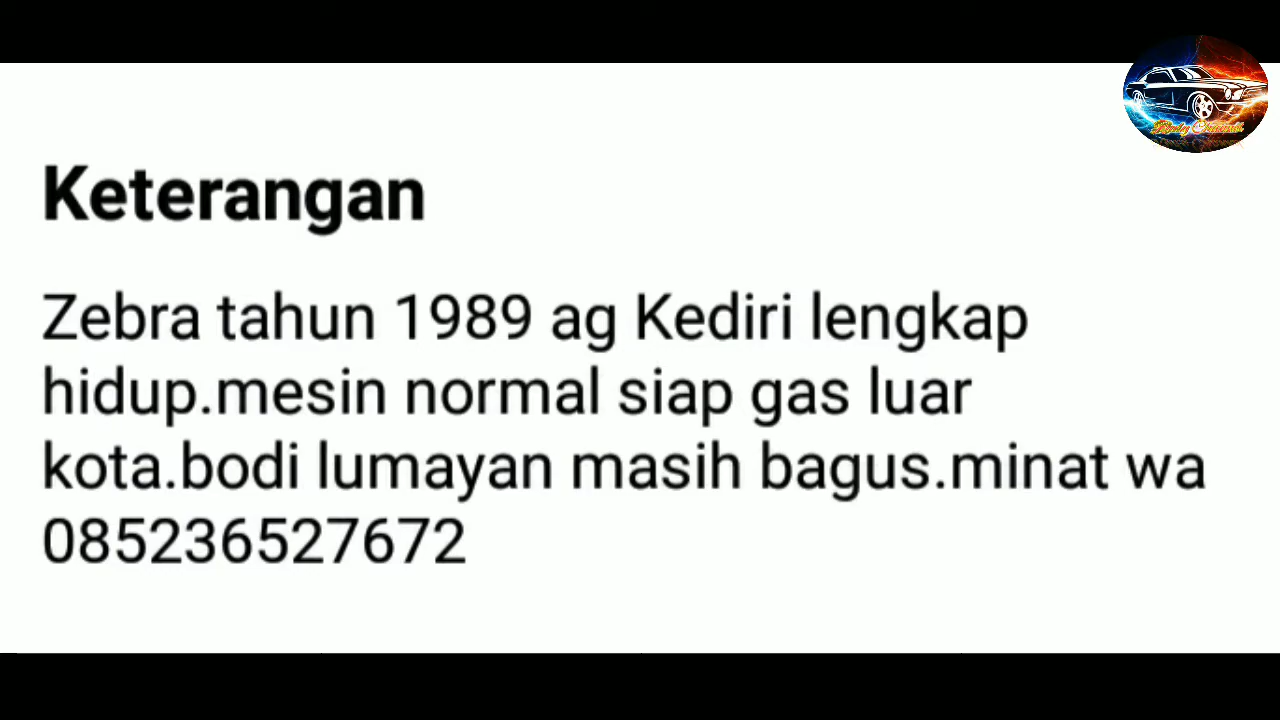 Keterangan
Zebra tahun 1989 ag Kediri lengkap
hidup.mesin normal siap gas luar
kota.bodi lumayan masih bagus.minat wa
085236527672